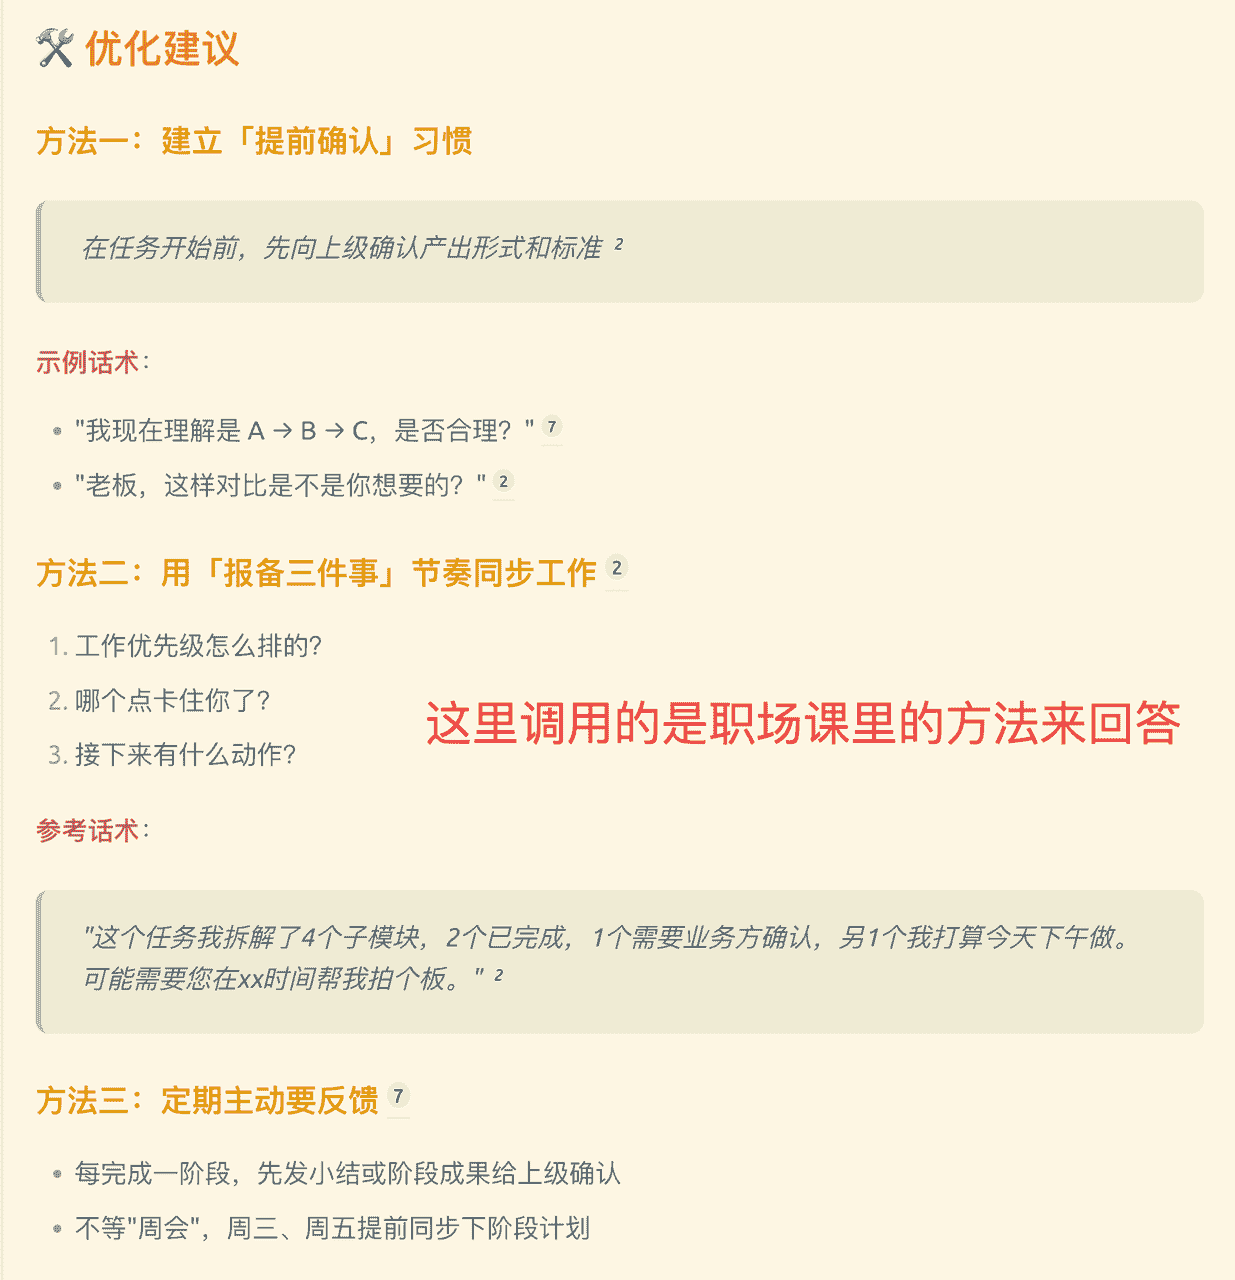 🛠 优化建议
方法一：建立「提前确认」习惯
在任务开始前，先向上级确认产出形式和标准 ²
示例话术：
• "我现在理解是 A → B → C，是否合理？" 7
• "老板，这样对比是不是你想要的？" 2
方法二：用「报备三件事」节奏同步工作 2
1. 工作优先级怎么排的？
2. 哪个点卡住你了？
这里调用的是职场课里的方法来回答
3. 接下来有什么动作？
参考话术：
"这个任务我拆解了4个子模块，2个已完成，1个需要业务方确认，另1个我打算今天下午做。
可能需要您在xx时间帮我拍个板。" ²
方法三：定期主动要反馈 7
• 每完成一阶段，先发小结或阶段成果给上级确认
• 不等"周会"，周三、周五提前同步下阶段计划